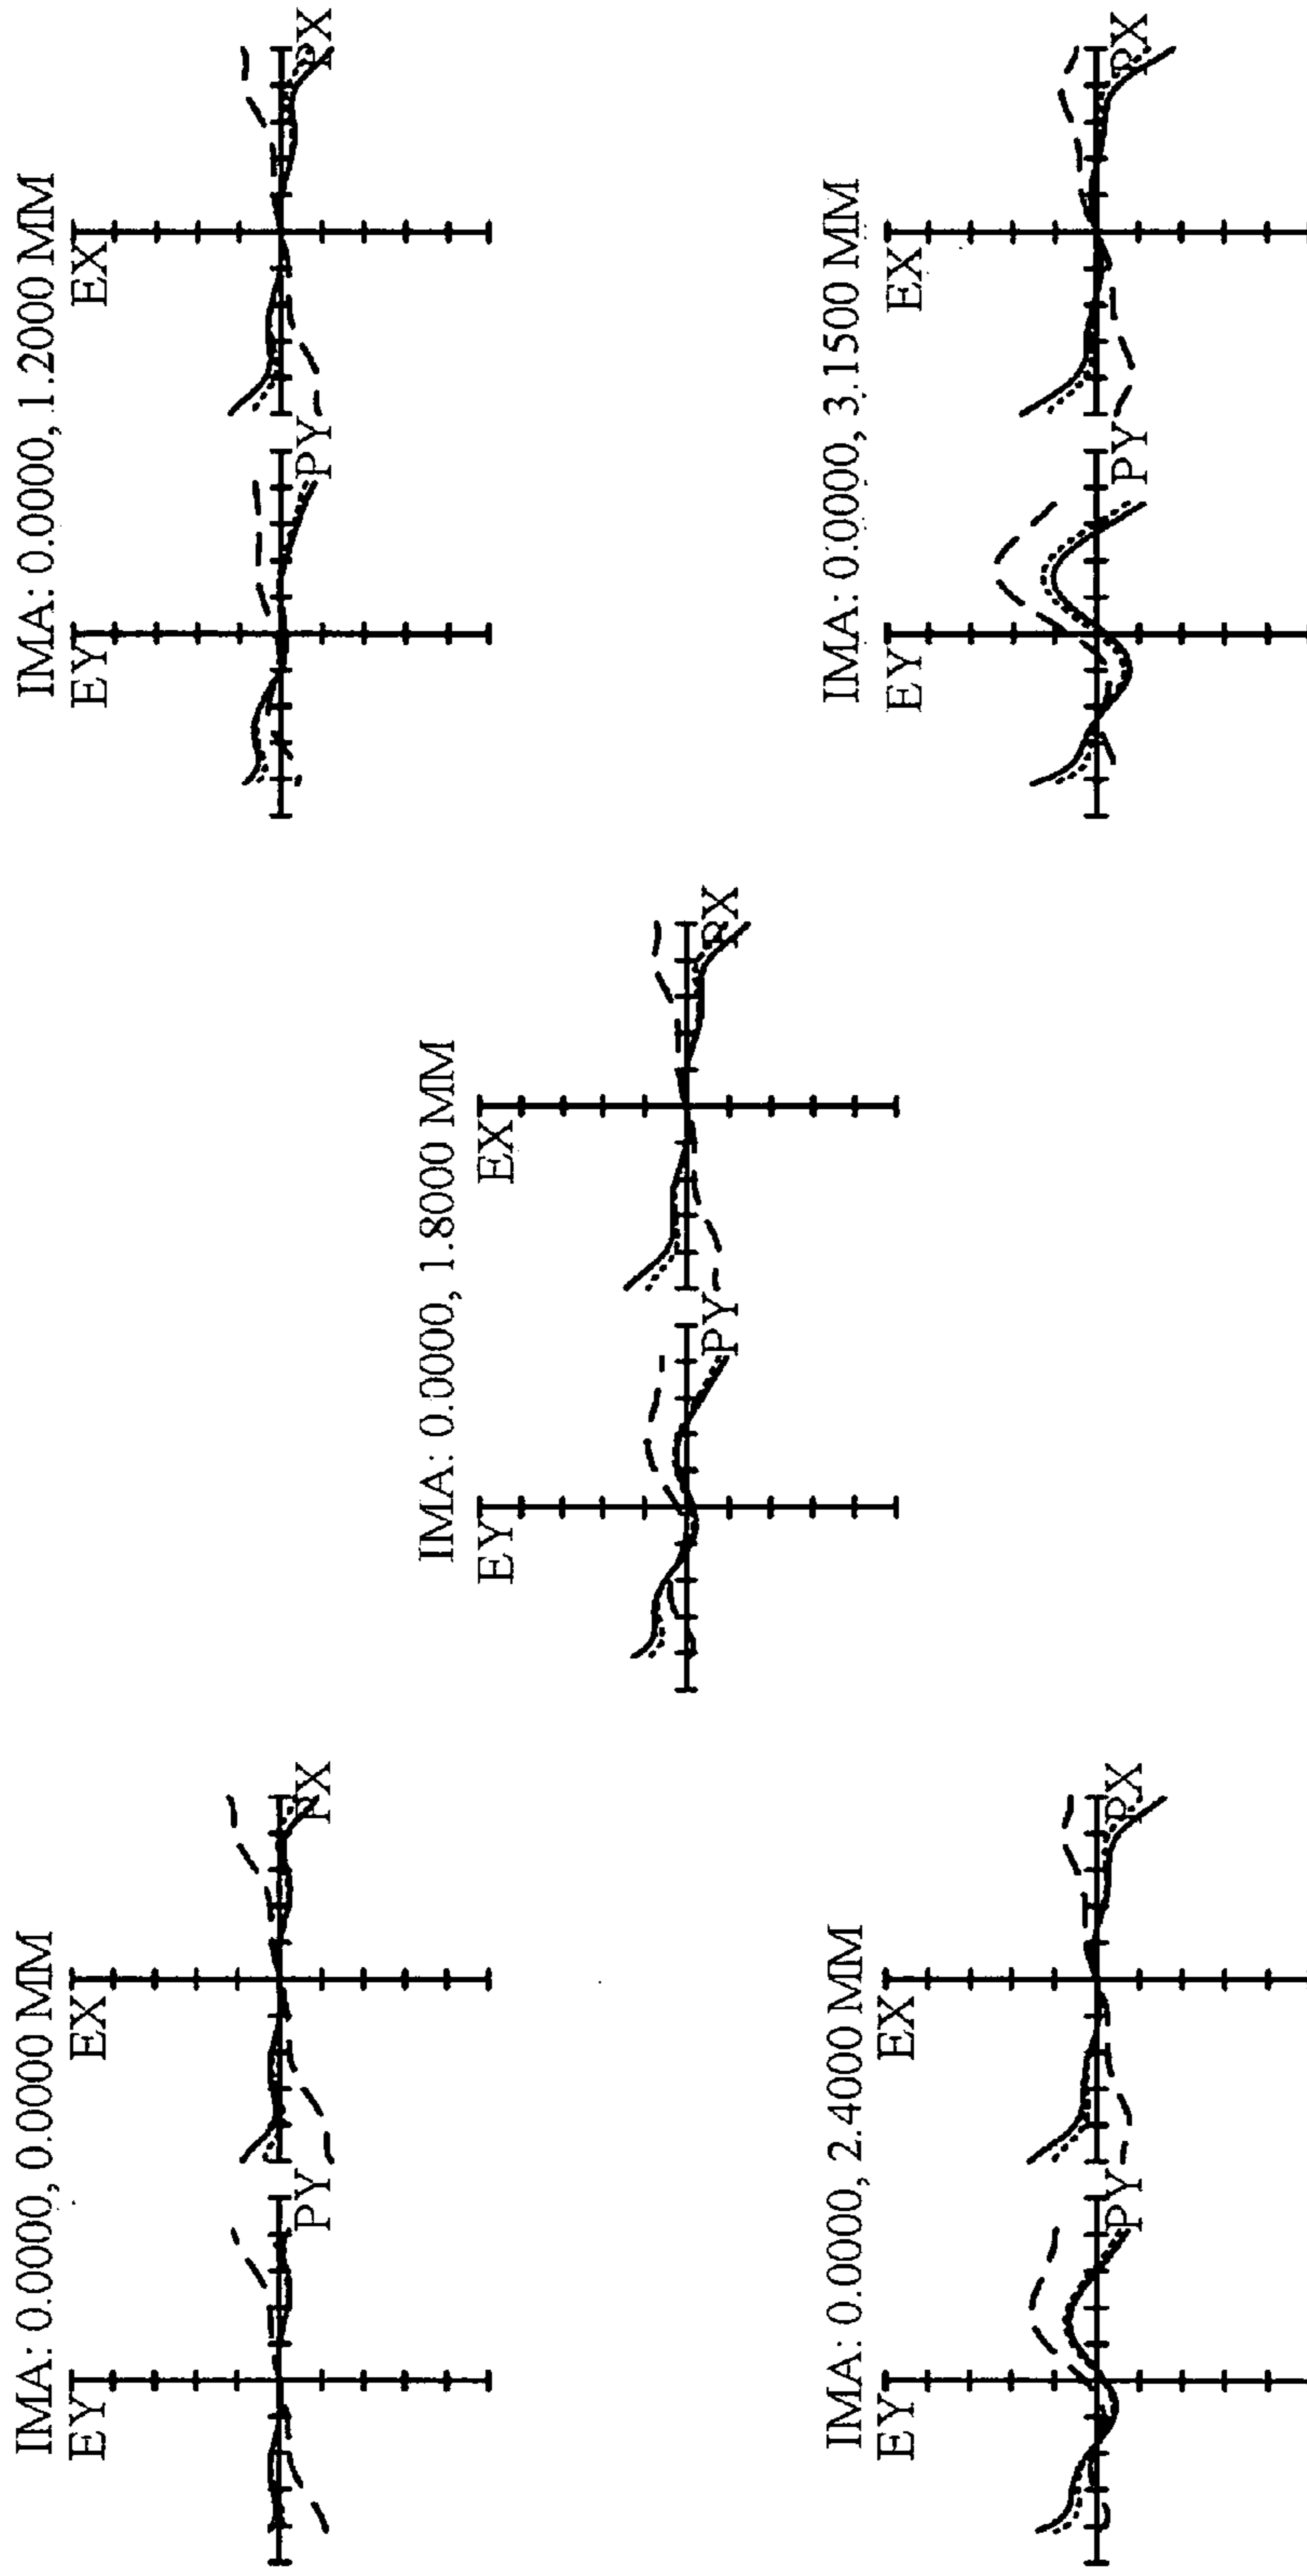 IMA: 0.0000, 0.0000 MM
EY EX
PY PX
IMA: 0.0000, 1.2000 MM
EY EX
PY PX
IMA: 0.0000, 1.8000 MM
EY EX
PY PX
IMA: 0.0000, 2.4000 MM
EY EX
PY PX
IMA: 0.0000, 3.1500 MM
EY EX
PY PX